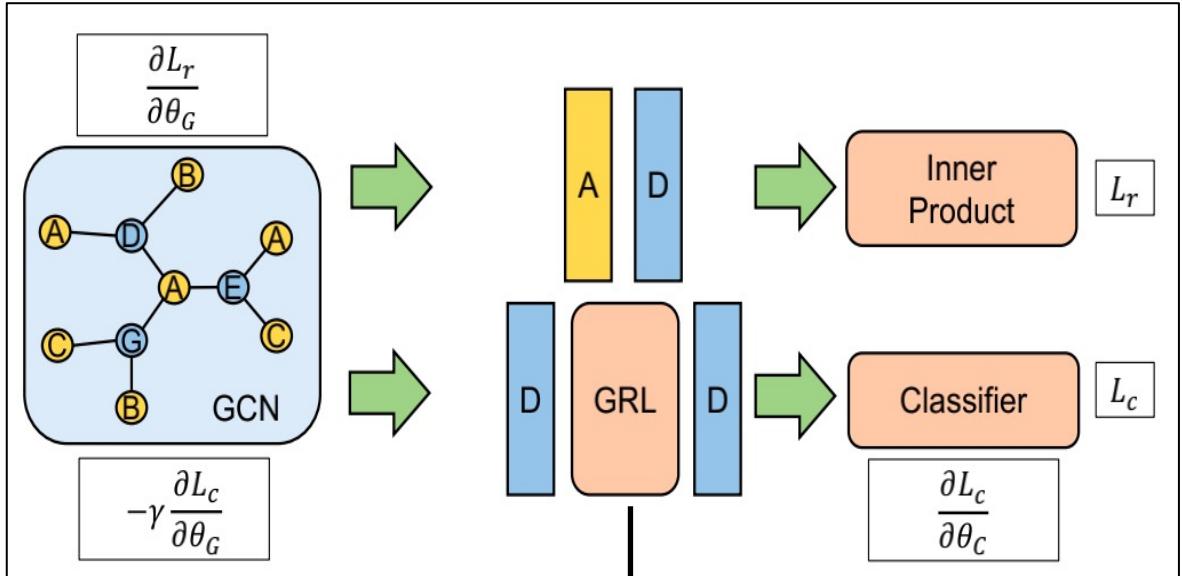 ∂L_r
∂θ_G
B
A
D
A
A
E
C
G
C
B
GCN
-γ ∂L_c
∂θ_G
A
D
Inner
Product
L_r
D
GRL
D
Classifier
L_c
∂L_c
∂θ_C